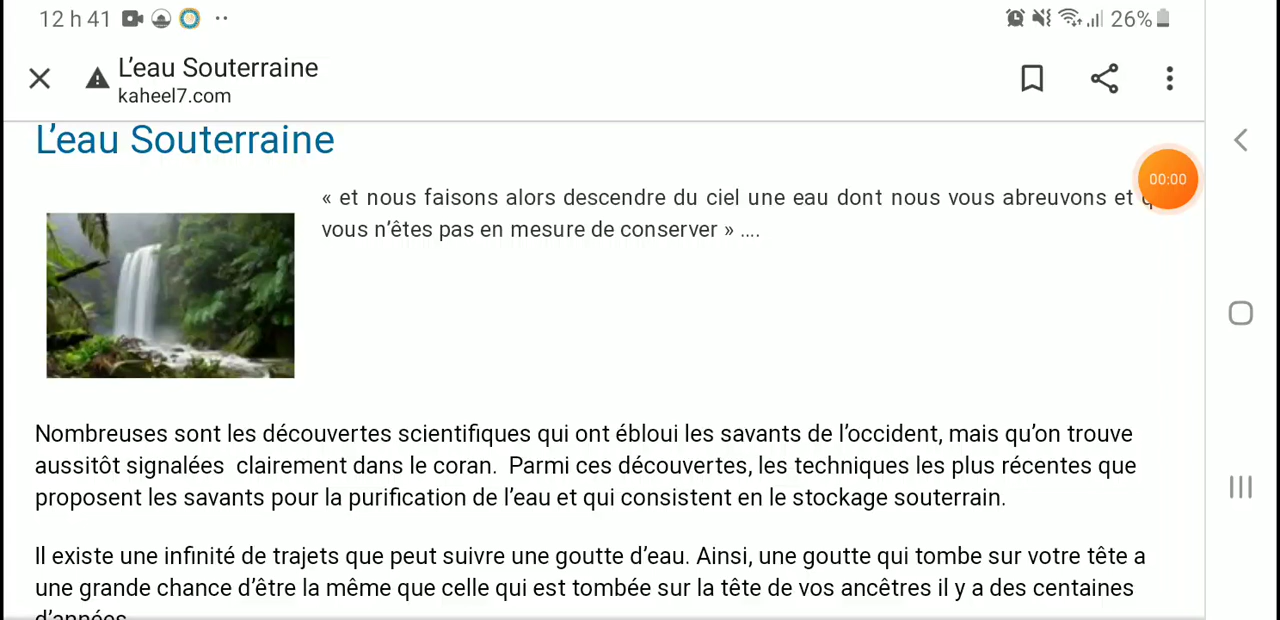 12 h 41
26%
L'eau Souterraine
kaheel7.com
L'eau Souterraine
00:00
« et nous faisons alors descendre du ciel une eau dont nous vous abreuvons et
vous n'êtes pas en mesure de conserver » ....
Nombreuses sont les découvertes scientifiques qui ont ébloui les savants de l'occident, mais qu'on trouve
aussitôt signalées  clairement dans le coran.  Parmi ces découvertes, les techniques les plus récentes que
proposent les savants pour la purification de l'eau et qui consistent en le stockage souterrain.
Il existe une infinité de trajets que peut suivre une goutte d'eau. Ainsi, une goutte qui tombe sur votre tête a
une grande chance d'être la même que celle qui est tombée sur la tête de vos ancêtres il y a des centaines
d'années